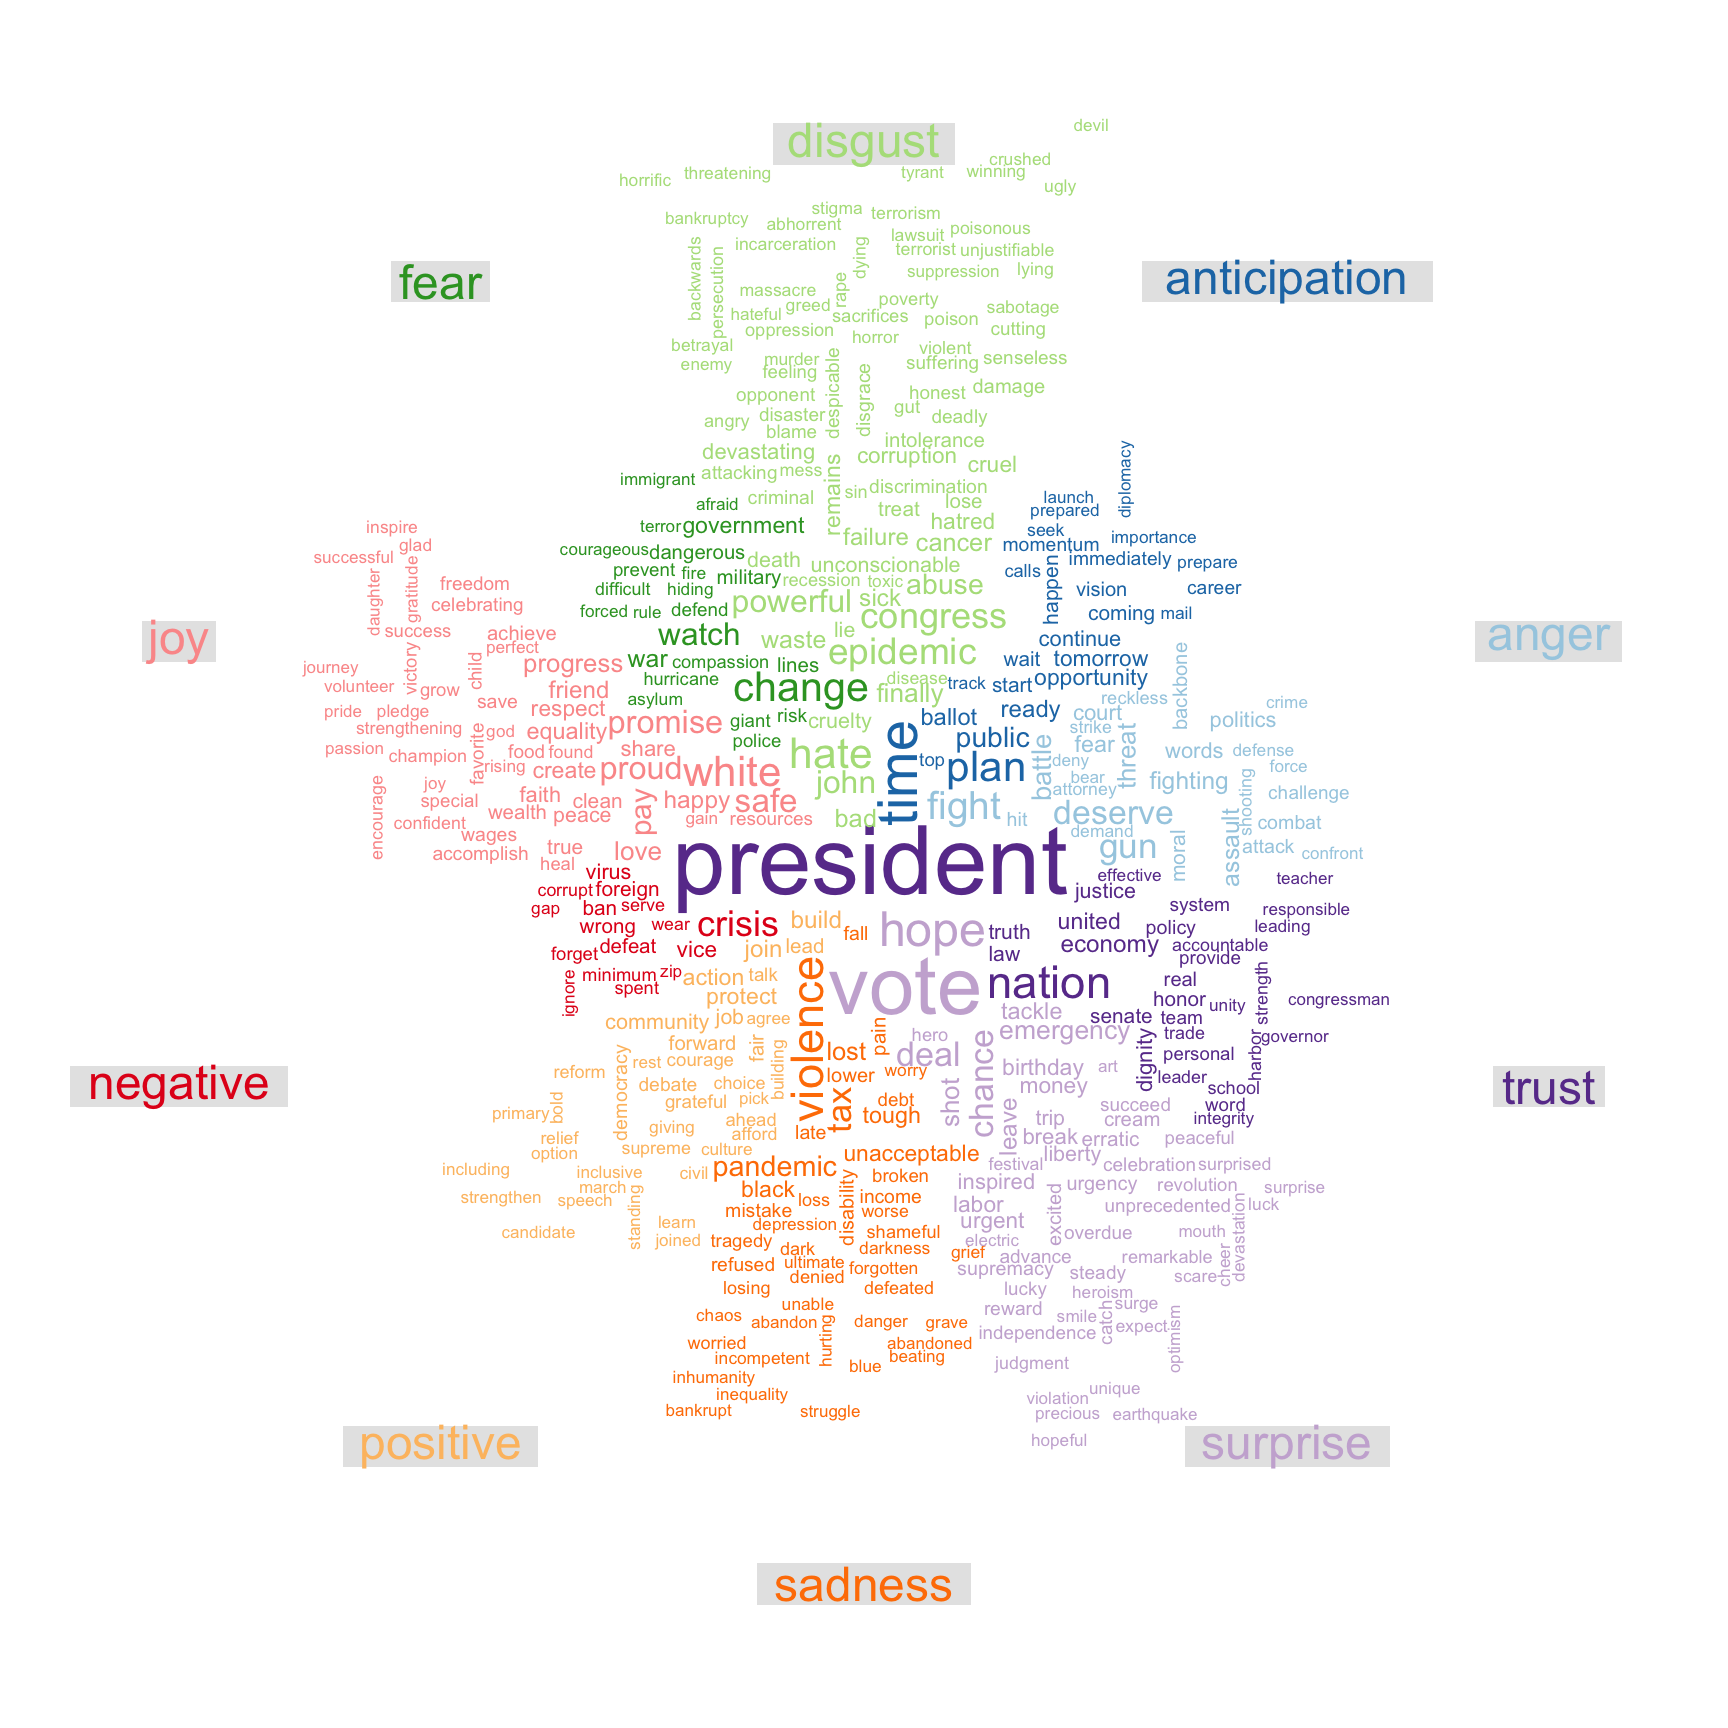 disgust
devil
crushed
horrific threatening tyrant winning
ugly
stigma
bankruptcy abhorrent terrorism
lawsuit poisonous
backwards incarceration dying terrorist unjustifiable
persecution suppression lying
fear
anticipation
massacre rape poverty
greed sabotage
hateful sacrifices poison
oppression cutting
betrayal horror violent
enemy murder suffering senseless
feeling despicable disgrace
opponent honest damage
angry disaster gut deadly
blame intolerance
devastating corruption cruel
immigrant attacking mess remains diplomacy
afraid criminal sin discrimination launch
treat lose prepared
inspire terror government hatred seek importance
glad failure cancer momentum
successful courageous dangerous death unconscionable happen immediately prepare
daughter gratitude freedom prevent fire military recession toxic calls
difficult hiding powerful sick abuse vision career
celebrating forced rule defend congress coming mail
joy
success achieve watch waste lie continue
anger
perfect
journey victory child progress war compassion lines epidemic wait tomorrow
volunteer grow friend hurricane change disease track start opportunity backbone
save asylum finally reckless crime
pride pledge respect promise giant risk cruelty ballot ready court politics
strengthening favorite god equality strike
passion champion food found share police hate time public battle fear threat words defense
rising create proud white top plan deny force
encourage joy faith john bear fighting
special clean pay happy safe attorney shooting challenge
wealth peace fight deserve
confident gain resources bad hit demand assault combat
wages
accomplish true love president gun moral attack confront
heal
virus effective teacher
corrupt foreign justice
gap ban serve system responsible
wrong wear crisis build hope truth united policy leading
fall
forget defeat vice join lead law economy accountable
provide
ignore minimum zip action talk violence vote nation real strength
spent protect honor unity congressman
community job agree tackle senate team
forward fair lost pain hero emergency trade harbor governor
rest courage deal chance dignity personal
reform democracy building lower worry birthday art leader
negative
trust
debate choice money school
primary bold grateful pick tax debt shot leave succeed word
giving ahead tough trip cream integrity
relief afford late break erratic peaceful
option supreme culture unacceptable liberty
including inclusive civil pandemic festival celebration surprised
march black broken inspired urgency revolution surprise
strengthen speech standing loss disability income labor excited unprecedented luck
mistake worse
candidate learn depression shameful urgent overdue mouth devastation
joined tragedy dark darkness electric cheer
refused ultimate grief advance remarkable
denied forgotten supremacy steady scare
losing defeated lucky heroism
unable reward catch surge
chaos abandon danger grave smile expect optimism
worried hurting abandoned independence
incompetent blue beating judgment
inhumanity
inequality violation unique
bankrupt struggle precious earthquake
hopeful
positive
surprise
sadness